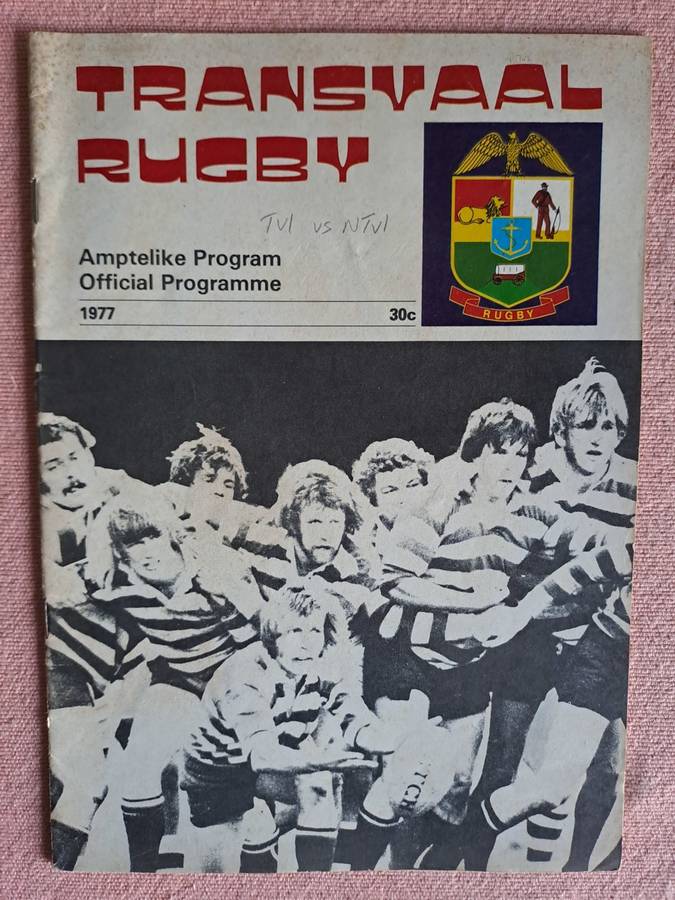 TRANSVAAL
RUGBY
Tvl vs NTvl
Amptelike Program
Official Programme
1977 30c
RUGBY